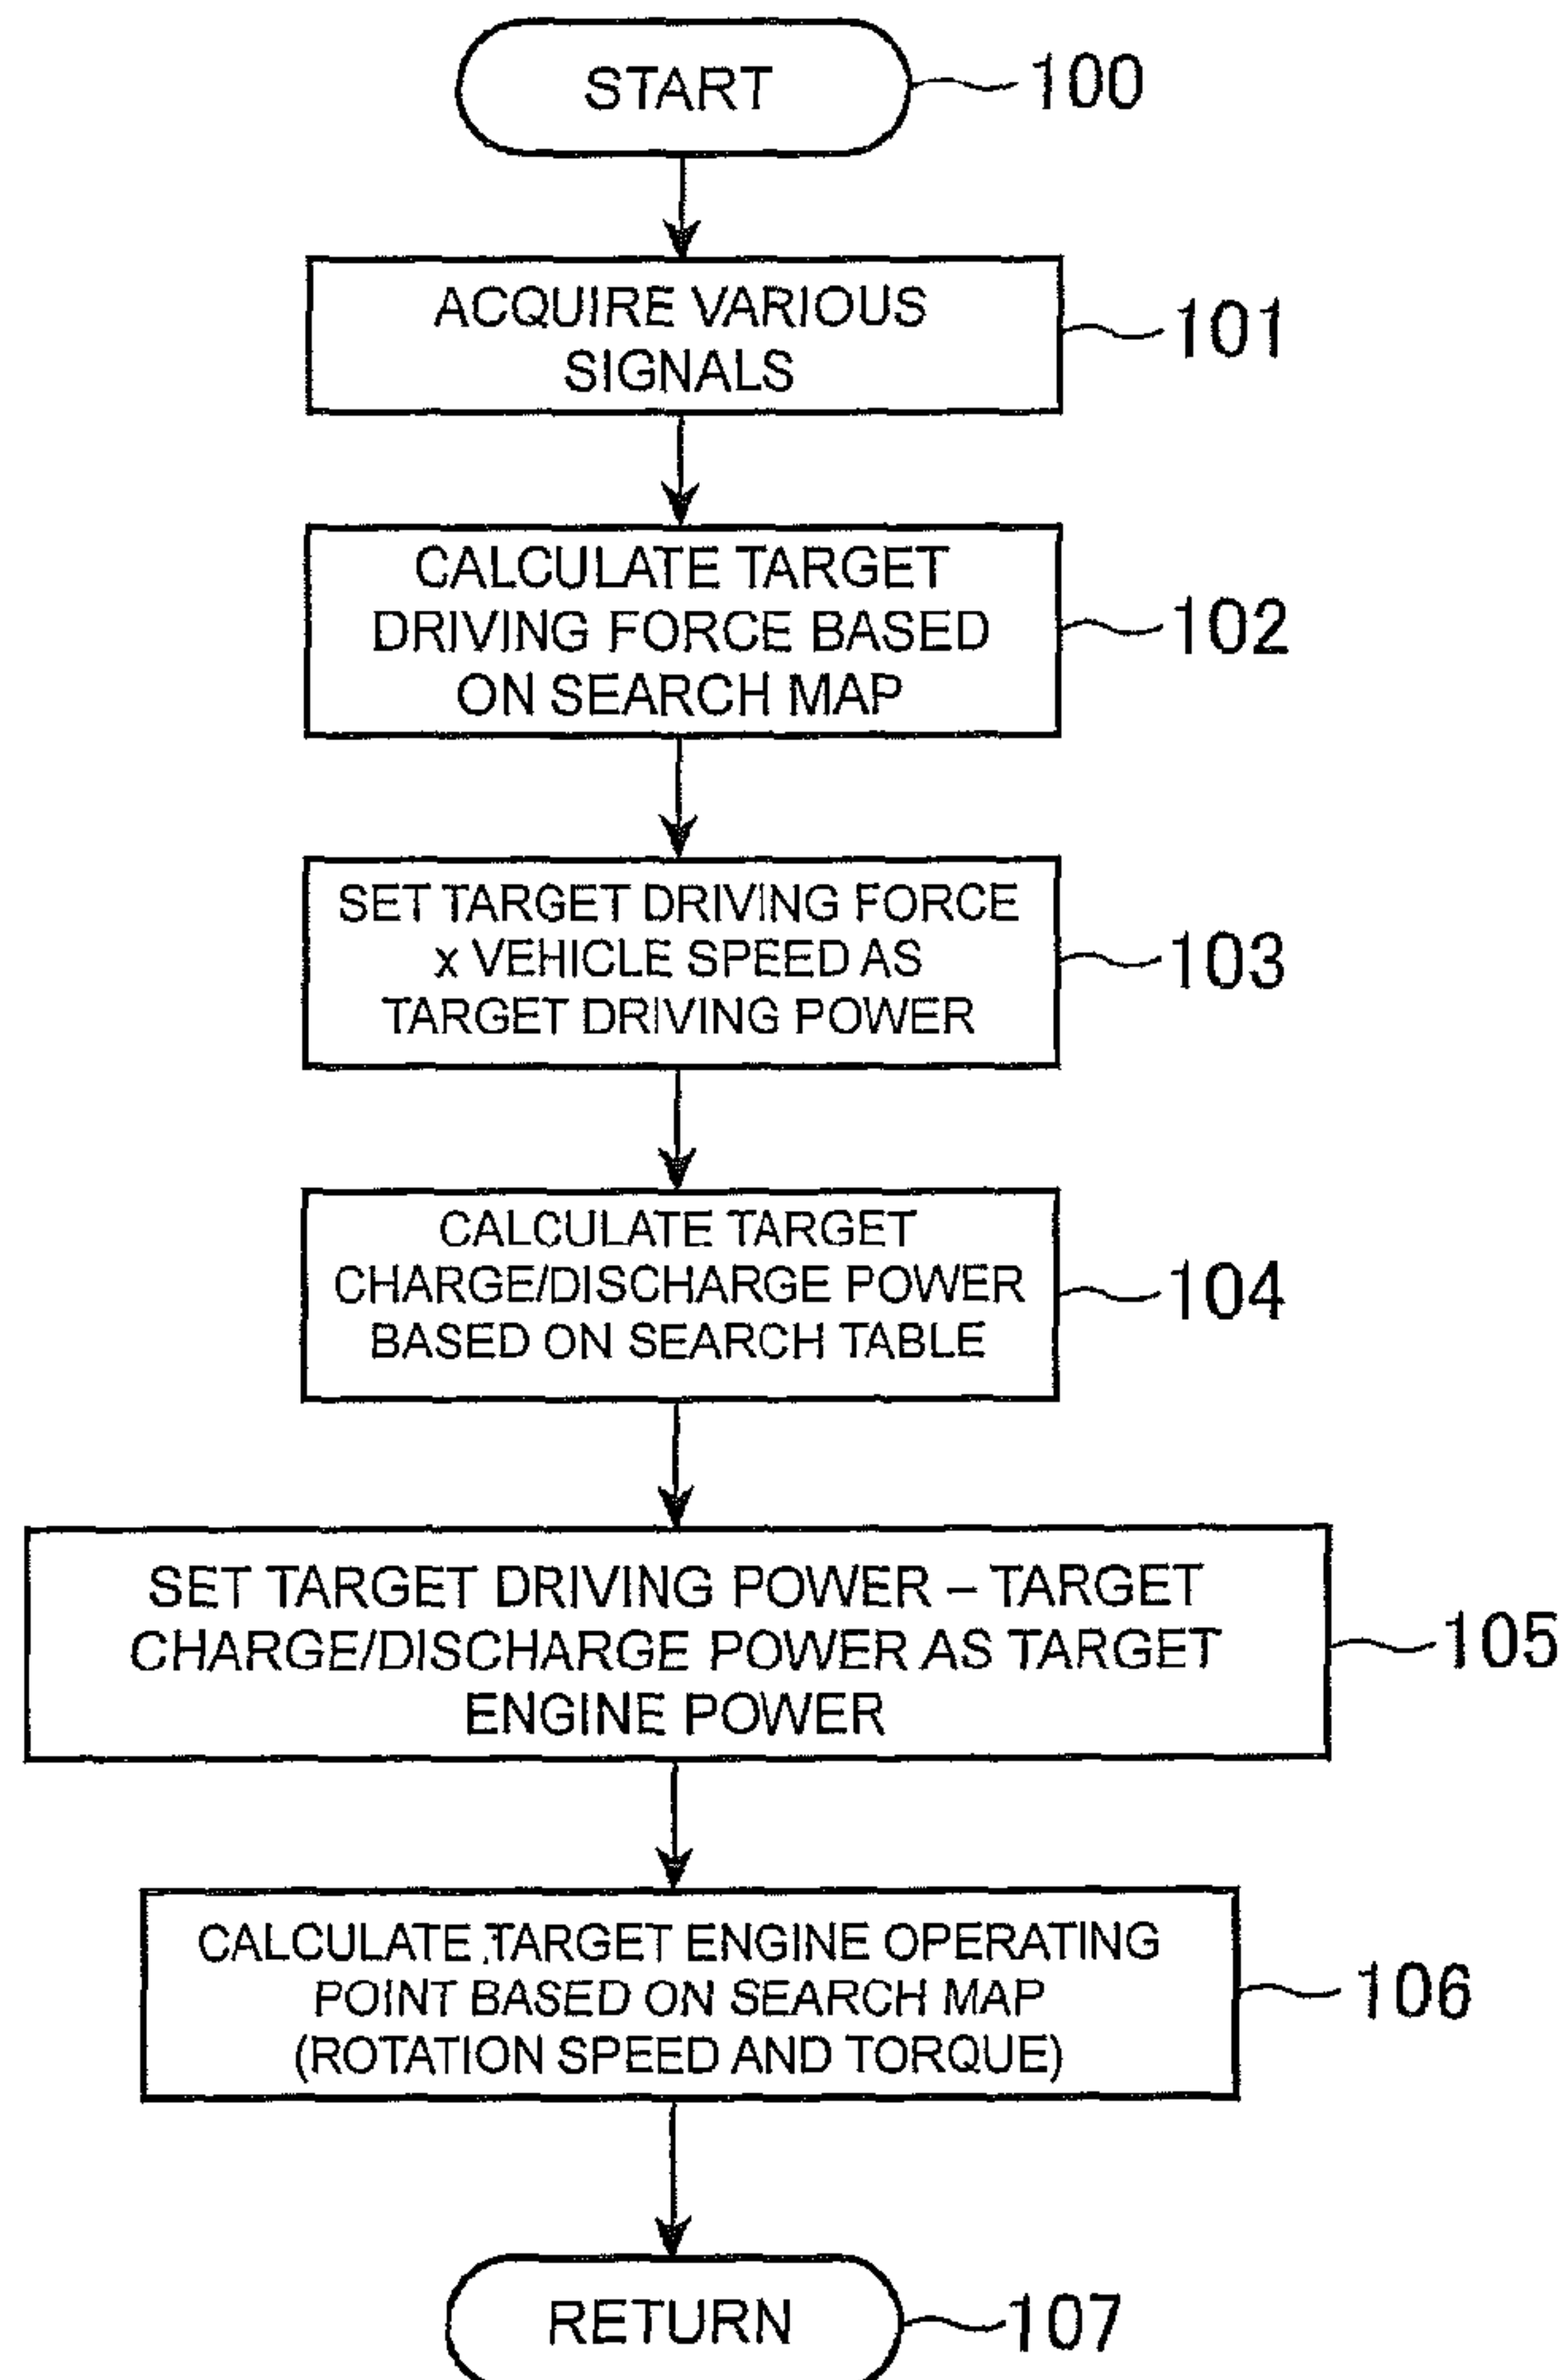 START
100
ACQUIRE VARIOUS
SIGNALS
101
CALCULATE TARGET
DRIVING FORCE BASED
ON SEARCH MAP
102
SET TARGET DRIVING FORCE
x VEHICLE SPEED AS
TARGET DRIVING POWER
103
CALCULATE TARGET
CHARGE/DISCHARGE POWER
BASED ON SEARCH TABLE
104
SET TARGET DRIVING POWER – TARGET
CHARGE/DISCHARGE POWER AS TARGET
ENGINE POWER
105
CALCULATE TARGET ENGINE OPERATING
POINT BASED ON SEARCH MAP
(ROTATION SPEED AND TORQUE)
106
RETURN
107